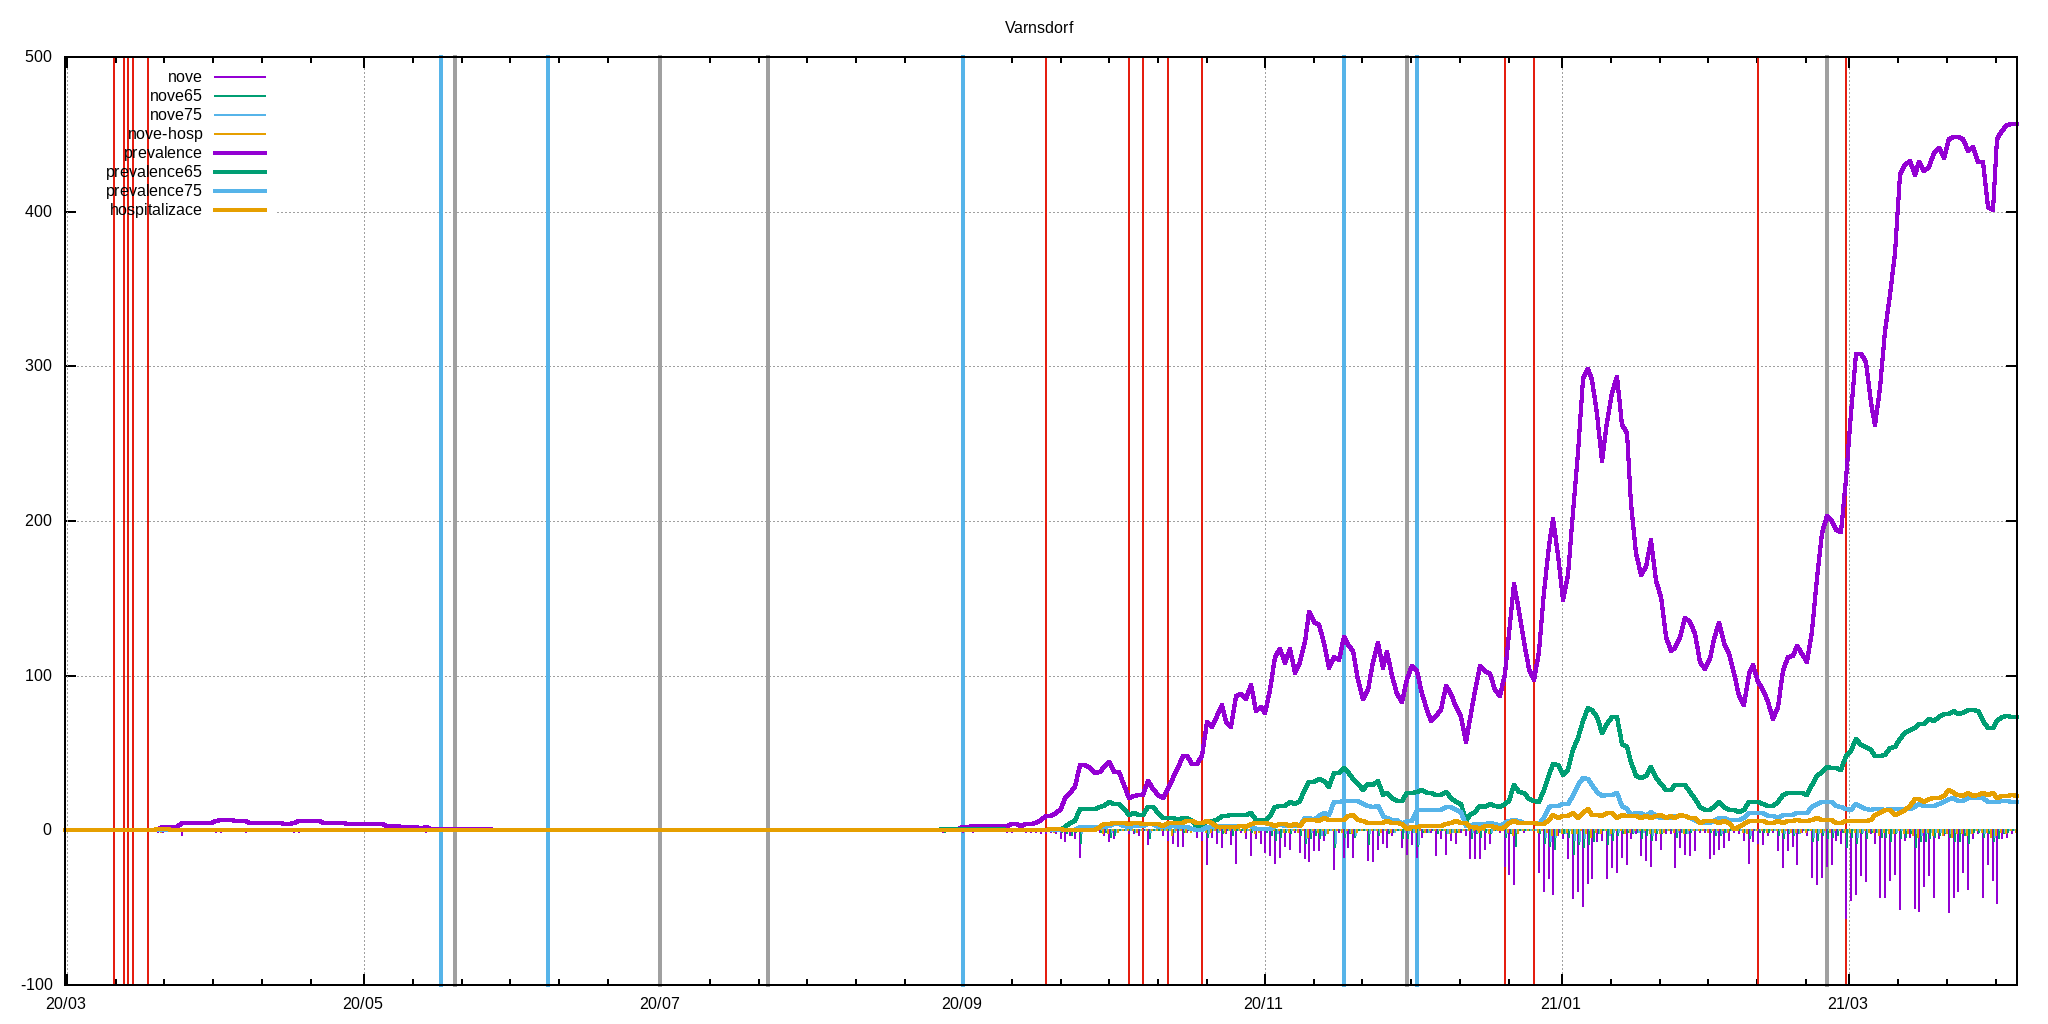 Varnsdorf
500
400
300
200
100
0
-100
nove
nove65
nove75
nove-hosp
prevalence
prevalence65
prevalence75
hospitalizace
20/03 20/05 20/07 20/09 20/11 21/01 21/03